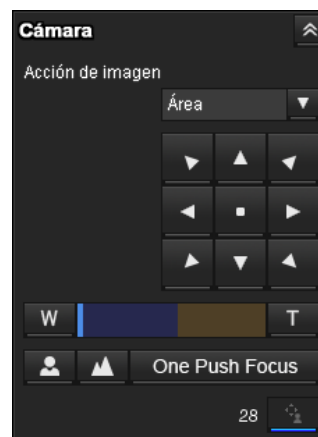 Cámara
Acción de imagen
Área
W T
One Push Focus
28